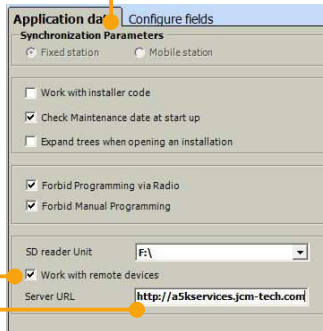 Application data Configure fields
Synchronization Parameters
Fixed station Mobile station
Work with installer code
Check Maintenance date at start up
Expand trees when opening an installation
Forbid Programming via Radio
Forbid Manual Programming
SD reader Unit F:\
Work with remote devices
Server URL http://a5kservices.jcm-tech.com